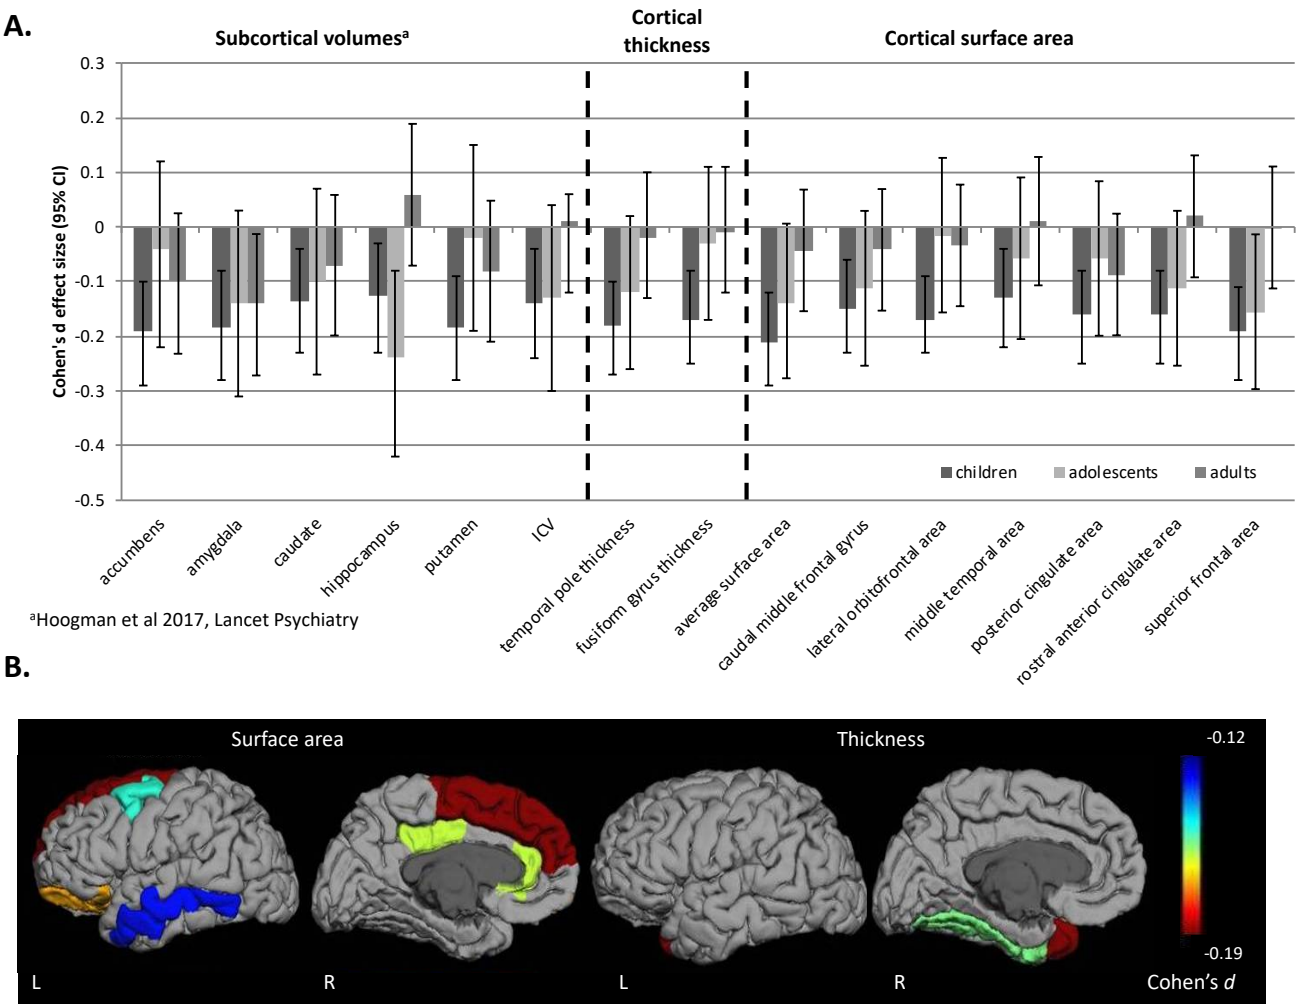 A.
Subcortical volumesa
Cortical
thickness
Cortical surface area
0.3
0.2
0.1
0
-0.1
-0.2
-0.3
-0.4
-0.5
Cohen's d effect sizse (95% CI)
children
adolescents
adults
accumbens
amygdala
caudate
hippocampus
putamen
ICV
temporal pole thickness
fusiform gyrus thickness
average surface area
caudal middle frontal gyrus
lateral orbitofrontal area
middle temporal area
posterior cingulate area
rostral anterior cingulate area
superior frontal area
aHoogman et al 2017, Lancet Psychiatry
B.
Surface area
Thickness
-0.12
-0.19
L
R
L
R
Cohen's d